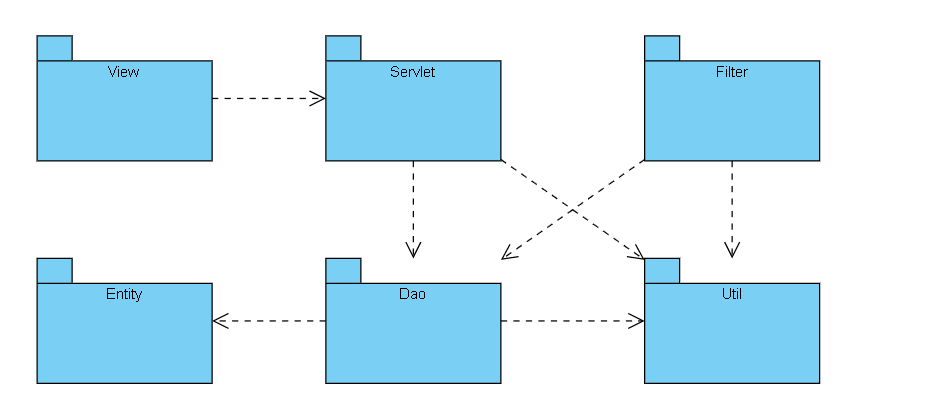 View
Servlet
Filter
Entity
Dao
Util